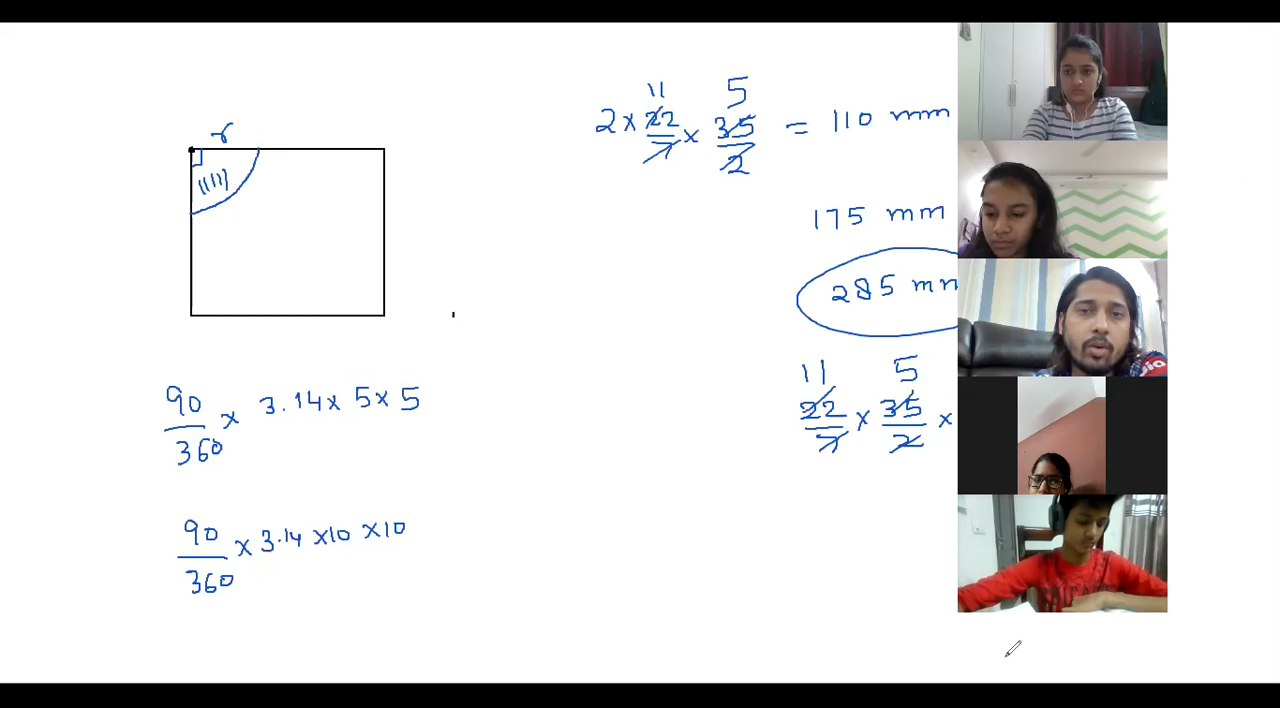 r
90/360 × 3.14 × 5 × 5
90/360 × 3.14 × 10 × 10
11 5
2 × 22/7 × 35/2 = 110 mm
175 mm
285 mm
11 5
22/7 × 35/2 ×
Jio